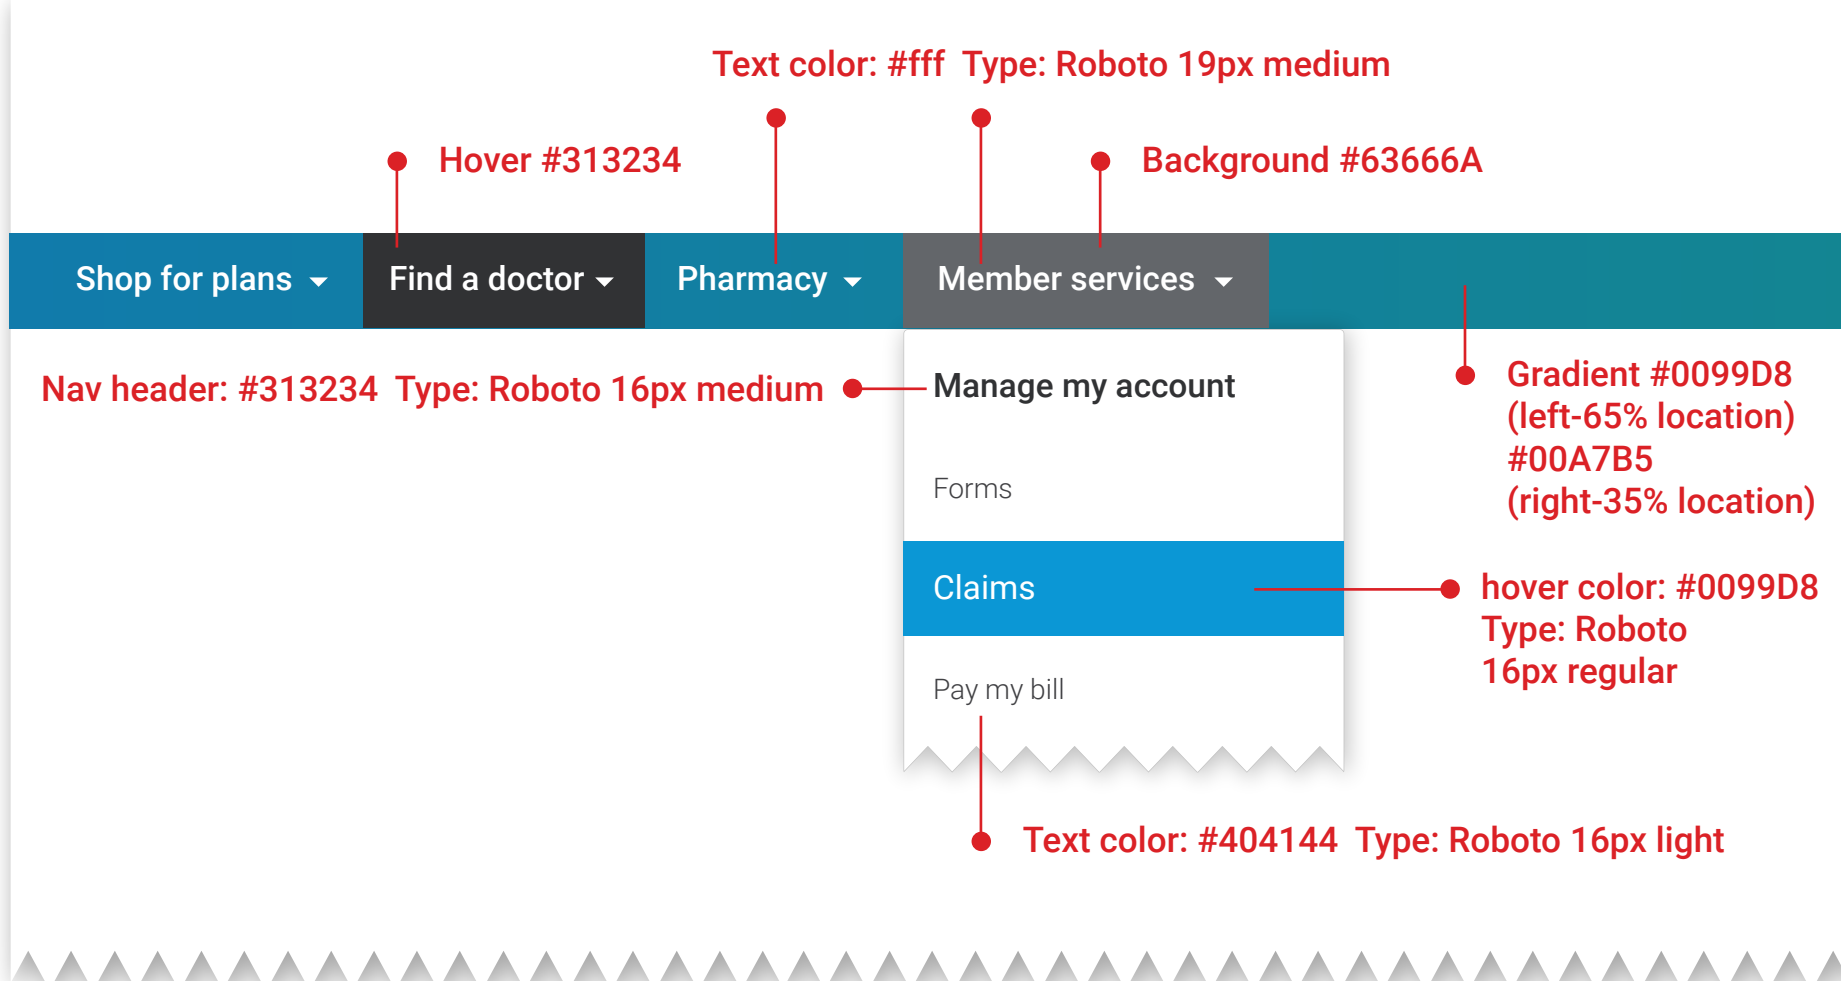 Text color: #fff  Type: Roboto 19px medium
Hover #313234
Background #63666A
Shop for plans
Find a doctor
Pharmacy
Member services
Nav header: #313234  Type: Roboto 16px medium
Manage my account
Forms
Claims
Pay my bill
Gradient #0099D8
(left-65% location)
#00A7B5
(right-35% location)
hover color: #0099D8
Type: Roboto
16px regular
Text color: #404144  Type: Roboto 16px light